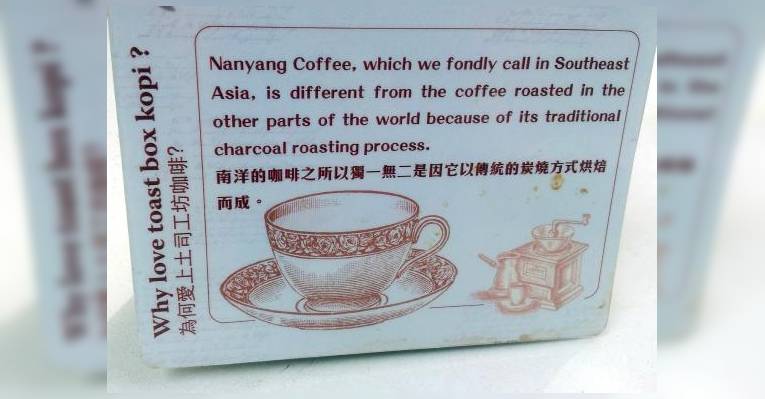 Why love toast box kopi ?
為何愛上土司工坊咖啡?
Nanyang Coffee, which we fondly call in Southeast
Asia, is different from the coffee roasted in the
other parts of the world because of its traditional
charcoal roasting process.
南洋的咖啡之所以獨一無二是因它以傳統的炭燒方式烘焙
而成。